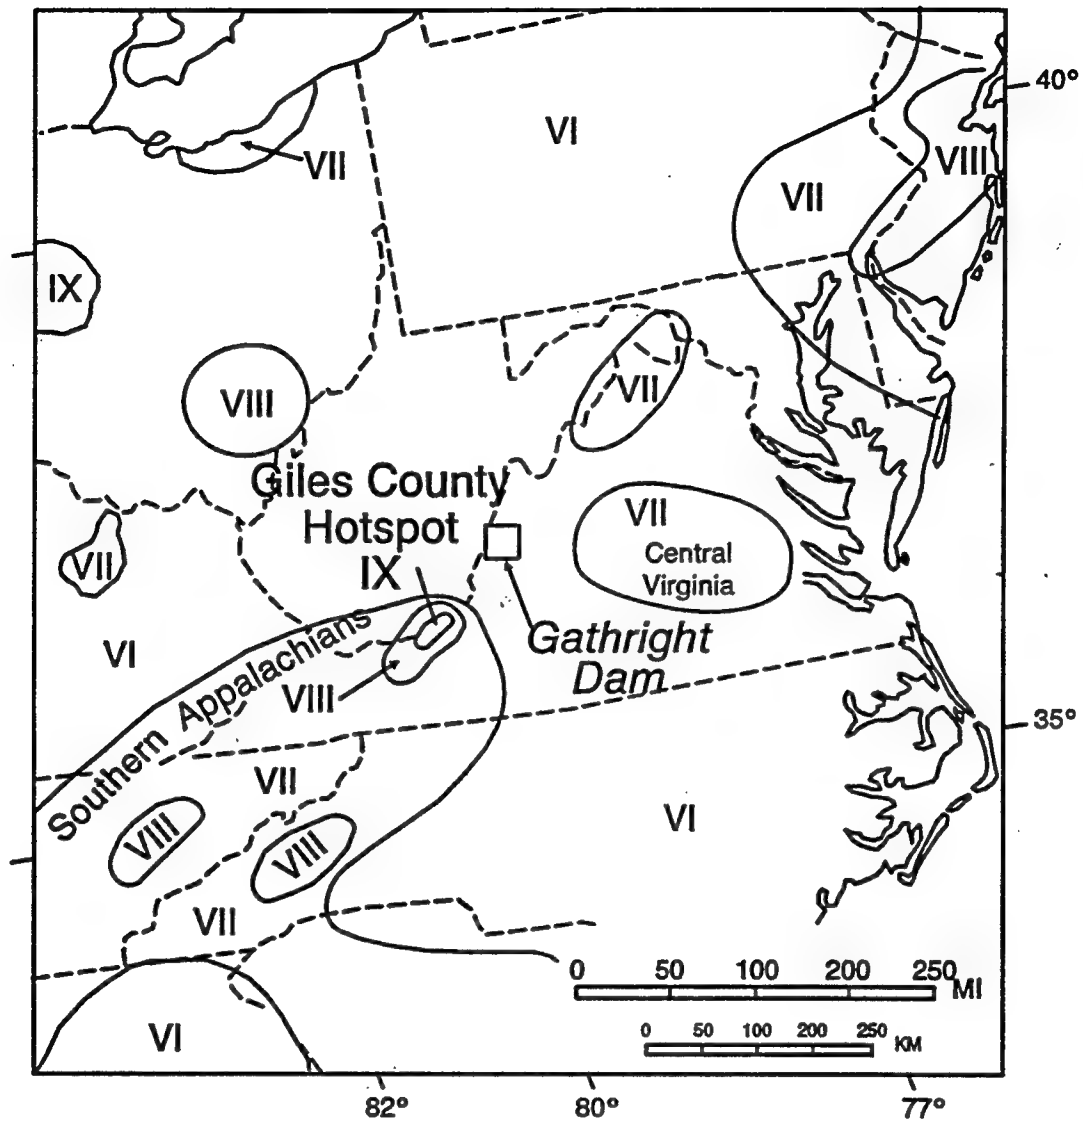 40°
VI
VII
VIII
VII
IX
VII
VIII
Giles County
Hotspot
IX
VII
Central
Virginia
VII
Gathright
Dam
VI
Southern Appalachians
VIII
35°
VII
VI
VIII
VIII
VII
0 50 100 200 250 MI
0 50 100 200 250 KM
VI
82° 80° 77°